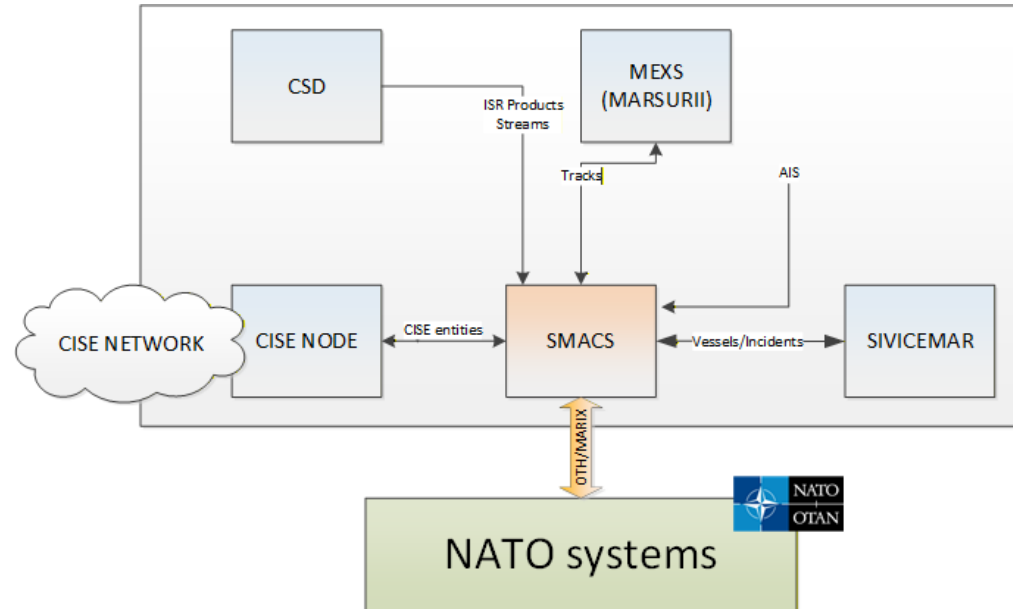 CSD
MEXS
(MARSURII)
ISR Products
Streams
Tracks
AIS
CISE NETWORK
CISE NODE
CISE entities
SMACS
Vessels/Incidents
SIVICEMAR
OTH/MARIX
NATO
OTAN
NATO systems